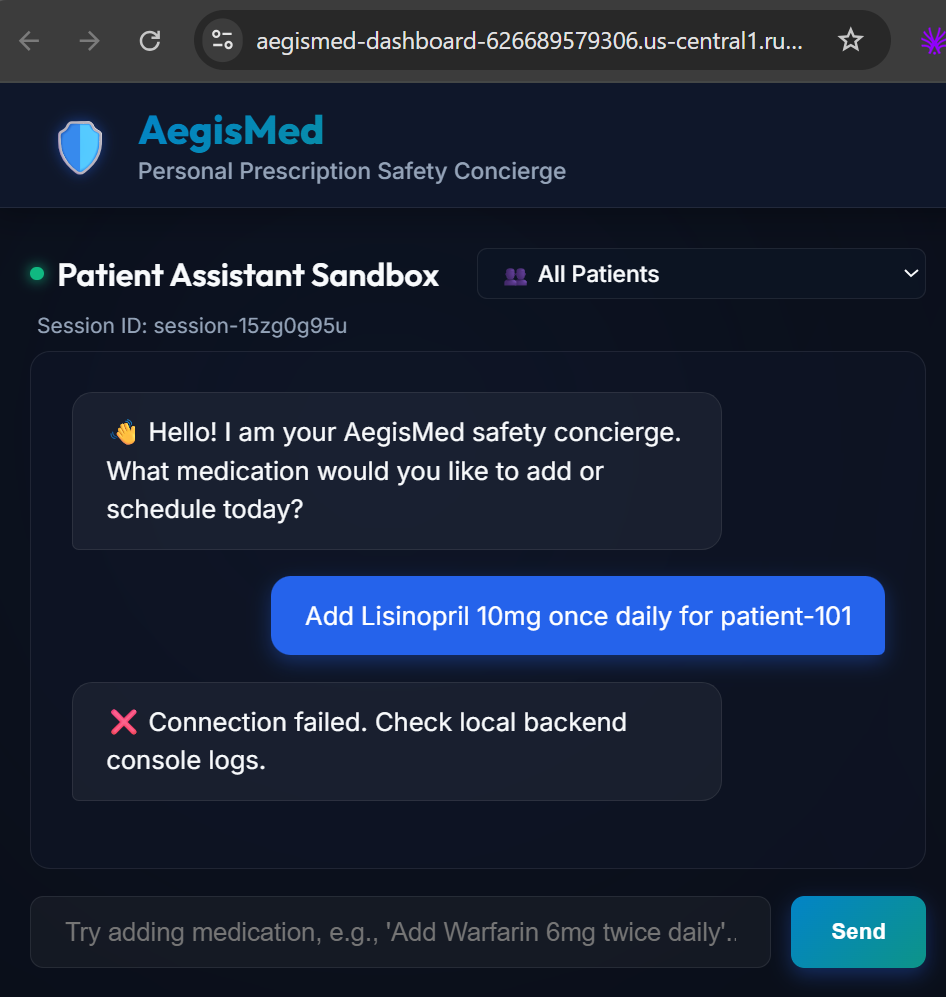 aegismed-dashboard-626689579306.us-central1.ru...
AegisMed
Personal Prescription Safety Concierge
Patient Assistant Sandbox
👥 All Patients
Session ID: session-15zg0g95u
👋 Hello! I am your AegisMed safety concierge.
What medication would you like to add or
schedule today?
Add Lisinopril 10mg once daily for patient-101
❌ Connection failed. Check local backend
console logs.
Try adding medication, e.g., 'Add Warfarin 6mg twice daily'..
Send